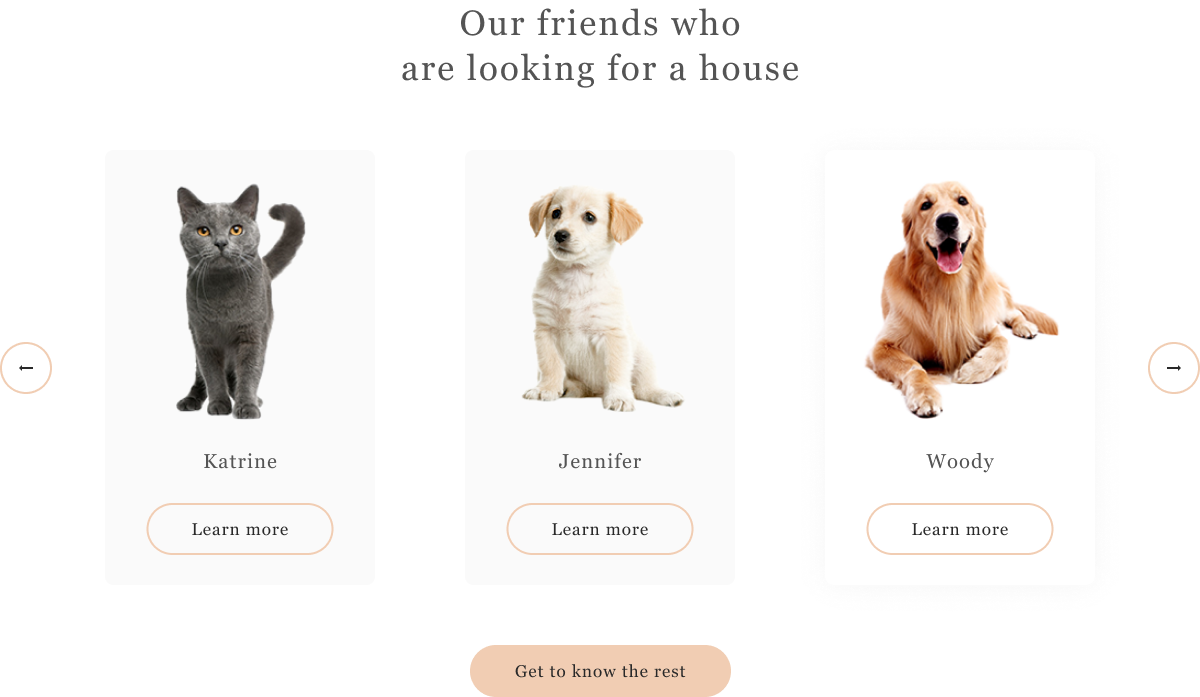 Our friends who
are looking for a house
Katrine
Jennifer
Woody
Learn more
Learn more
Learn more
Get to know the rest